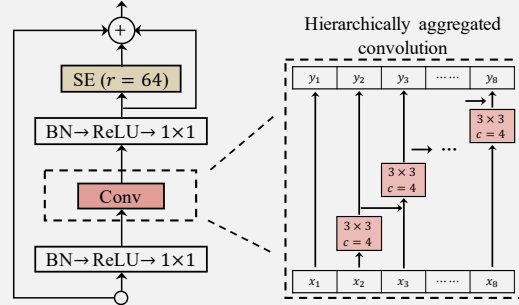 +
SE (r = 64)
BN→ReLU→ 1×1
Conv
BN→ReLU→ 1×1
Hierarchically aggregated
convolution
y₁ y₂ y₃ …… y₈
3 × 3
c = 4
3 × 3
c = 4
...
3 × 3
c = 4
x₁ x₂ x₃ …… x₈